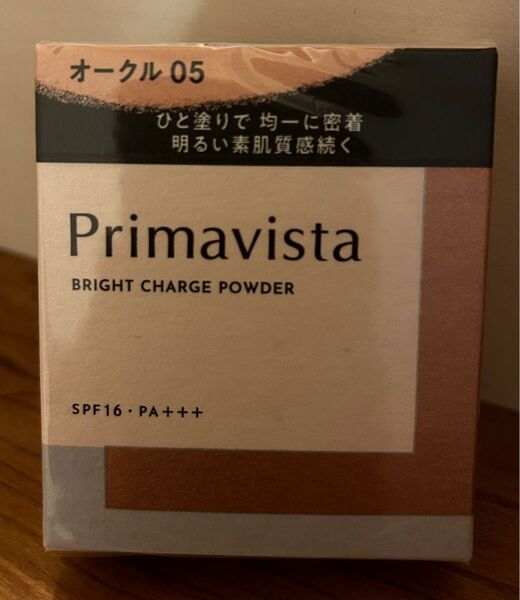 オークル 05
ひと塗りで 均一に密着
明るい素肌質感続く
Primavista
BRIGHT CHARGE POWDER
SPF16・PA+++